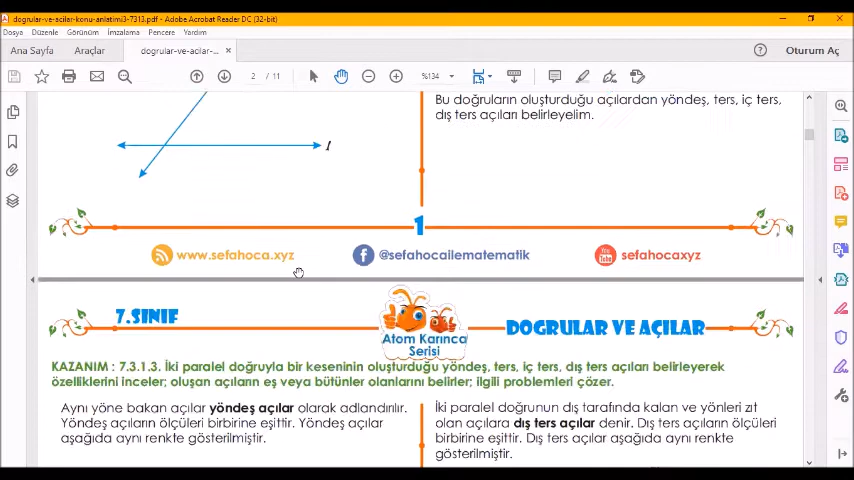 dogrular-ve-acilar-konu-anlatimi3-7313.pdf - Adobe Acrobat Reader DC (32-bit)
Dosya Düzenle Görünüm İmzalama Pencere Yardım
Ana Sayfa Araçlar dogrular-ve-acilar-... × Oturum Aç
2 / 11 %134
Bu doğruların oluşturduğu açılardan yöndeş, ters, iç ters,
dış ters açıları belirleyelim.
l
1
www.sefahoca.xyz @sefahocailematematik sefahocaxyz
7.SINIF
Atom Karınca
Serisi
DOGRULAR VE AÇILAR
KAZANIM : 7.3.1.3. İki paralel doğruyla bir keseninin oluşturduğu yöndeş, ters, iç ters, dış ters açıları belirleyerek
özelliklerini inceler; oluşan açıların eş veya bütünler olanlarını belirler; ilgili problemleri çözer.
Aynı yöne bakan açılar yöndeş açılar olarak adlandırılır.
Yöndeş açıların ölçüleri birbirine eşittir. Yöndeş açılar
aşağıda aynı renkte gösterilmiştir.
İki paralel doğrunun dış tarafında kalan ve yönleri zıt
olan açılara dış ters açılar denir. Dış ters açıların ölçüleri
birbirine eşittir. Dış ters açılar aşağıda aynı renkte
gösterilmiştir.